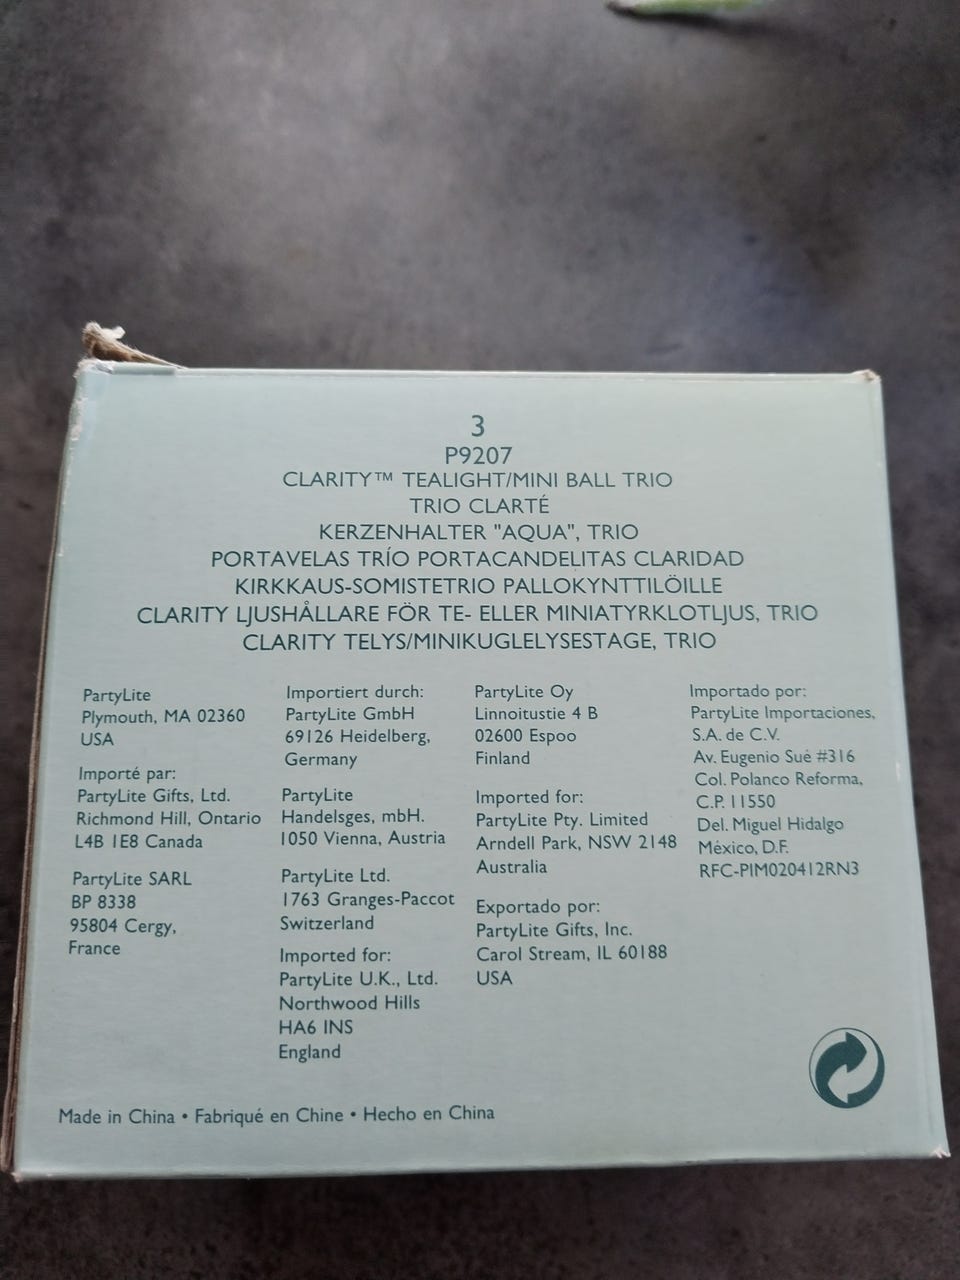 3
P9207
CLARITY™ TEALIGHT/MINI BALL TRIO
TRIO CLARTÉ
KERZENHALTER "AQUA", TRIO
PORTAVELAS TRÍO PORTACANDELITAS CLARIDAD
KIRKKAUS-SOMISTETRIO PALLOKYNTTILÖILLE
CLARITY LJUSHÅLLARE FÖR TE- ELLER MINIATYRKLOTLJUS, TRIO
CLARITY TELYS/MINIKUGLELYSESTAGE, TRIO
PartyLite
Plymouth, MA 02360
USA
Importé par:
PartyLite Gifts, Ltd.
Richmond Hill, Ontario
L4B 1E8 Canada
PartyLite SARL
BP 8338
95804 Cergy,
France
Importiert durch:
PartyLite GmbH
69126 Heidelberg,
Germany
PartyLite
Handelsges, mbH.
1050 Vienna, Austria
PartyLite Ltd.
1763 Granges-Paccot
Switzerland
Imported for:
PartyLite U.K., Ltd.
Northwood Hills
HA6 INS
England
PartyLite Oy
Linnoitustie 4 B
02600 Espoo
Finland
Imported for:
PartyLite Pty. Limited
Arndell Park, NSW 2148
Australia
Exportado por:
PartyLite Gifts, Inc.
Carol Stream, IL 60188
USA
Importado por:
PartyLite Importaciones,
S.A. de C.V.
Av. Eugenio Sué #316
Col. Polanco Reforma,
C.P. 11550
Del. Miguel Hidalgo
México, D.F.
RFC-PIM020412RN3
Made in China • Fabriqué en Chine • Hecho en China